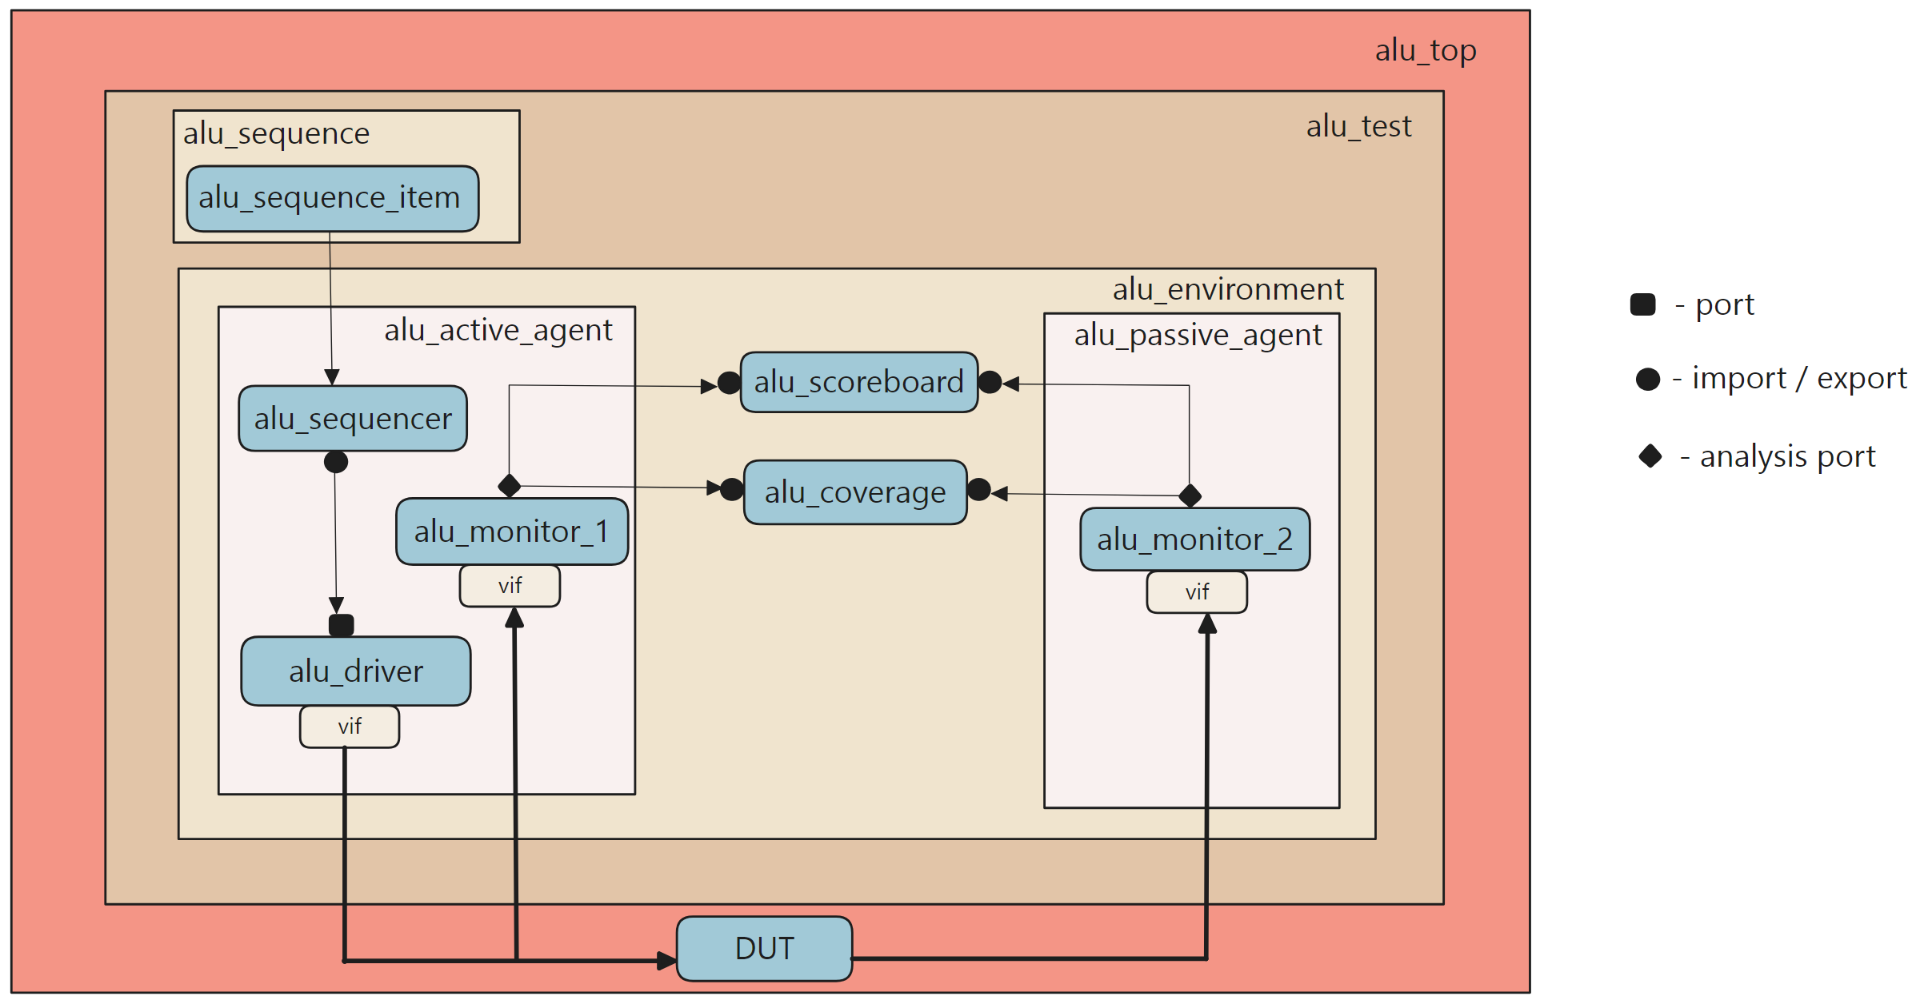 alu_top
alu_test
alu_sequence
alu_sequence_item
alu_environment
alu_active_agent
alu_passive_agent
alu_scoreboard
alu_sequencer
alu_coverage
alu_monitor_1
vif
alu_monitor_2
vif
alu_driver
vif
DUT
- port
- import / export
- analysis port